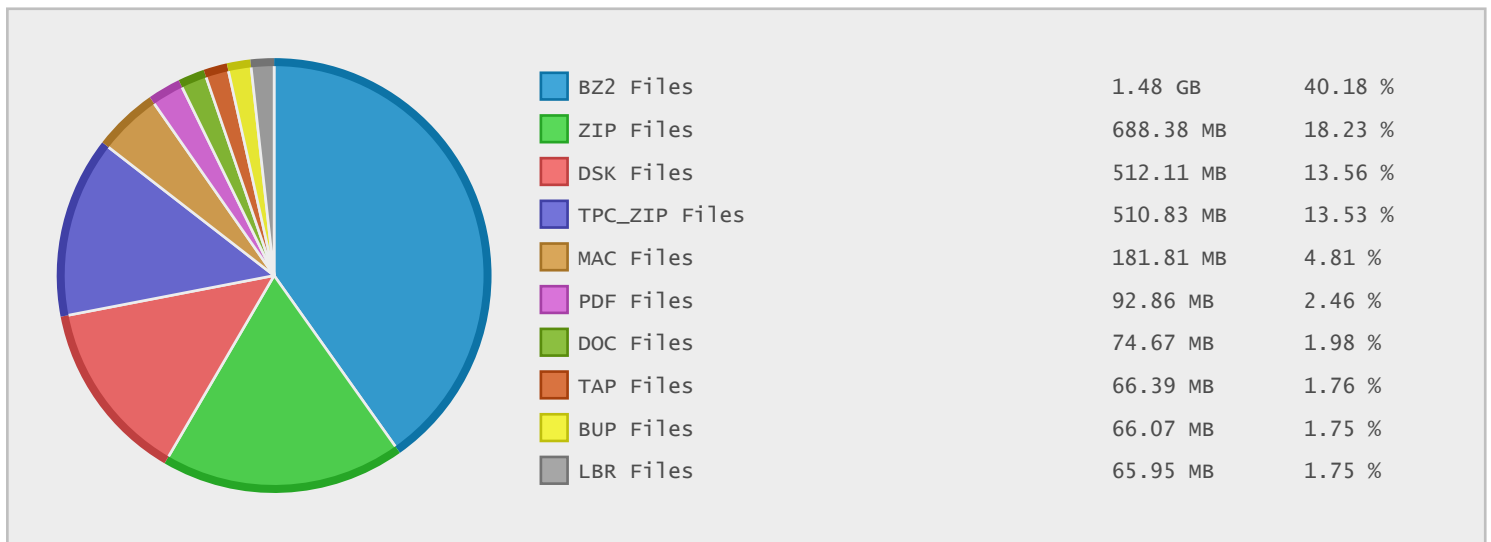 BZ2 Files 1.48 GB 40.18 %
ZIP Files 688.38 MB 18.23 %
DSK Files 512.11 MB 13.56 %
TPC_ZIP Files 510.83 MB 13.53 %
MAC Files 181.81 MB 4.81 %
PDF Files 92.86 MB 2.46 %
DOC Files 74.67 MB 1.98 %
TAP Files 66.39 MB 1.76 %
BUP Files 66.07 MB 1.75 %
LBR Files 65.95 MB 1.75 %